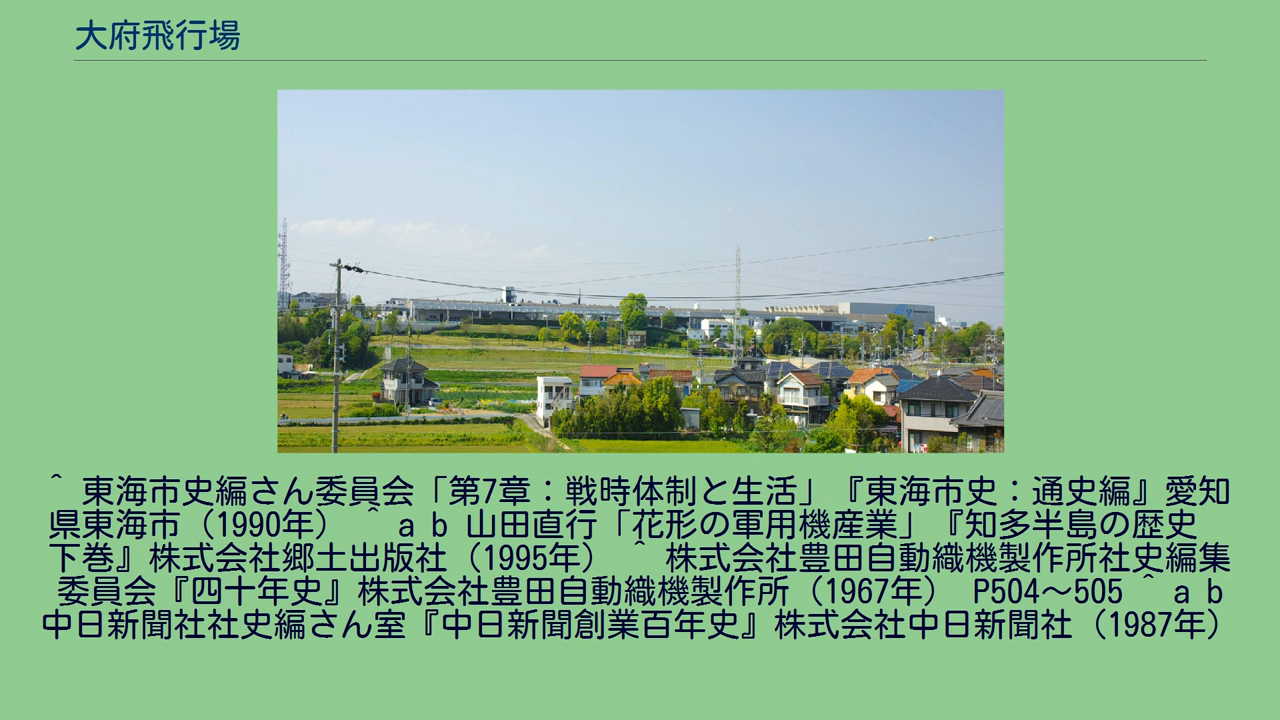 大府飛行場
^ 東海市史編さん委員会「第7章：戦時体制と生活」『東海市史：通史編』愛知
県東海市（1990年） ^ a b 山田直行「花形の軍用機産業」『知多半島の歴史
下巻』株式会社郷土出版社（1995年） ^ 株式会社豊田自動織機製作所社史編集
委員会『四十年史』株式会社豊田自動織機製作所（1967年） P504〜505 ^ a b
中日新聞社社史編さん室『中日新聞創業百年史』株式会社中日新聞社（1987年）